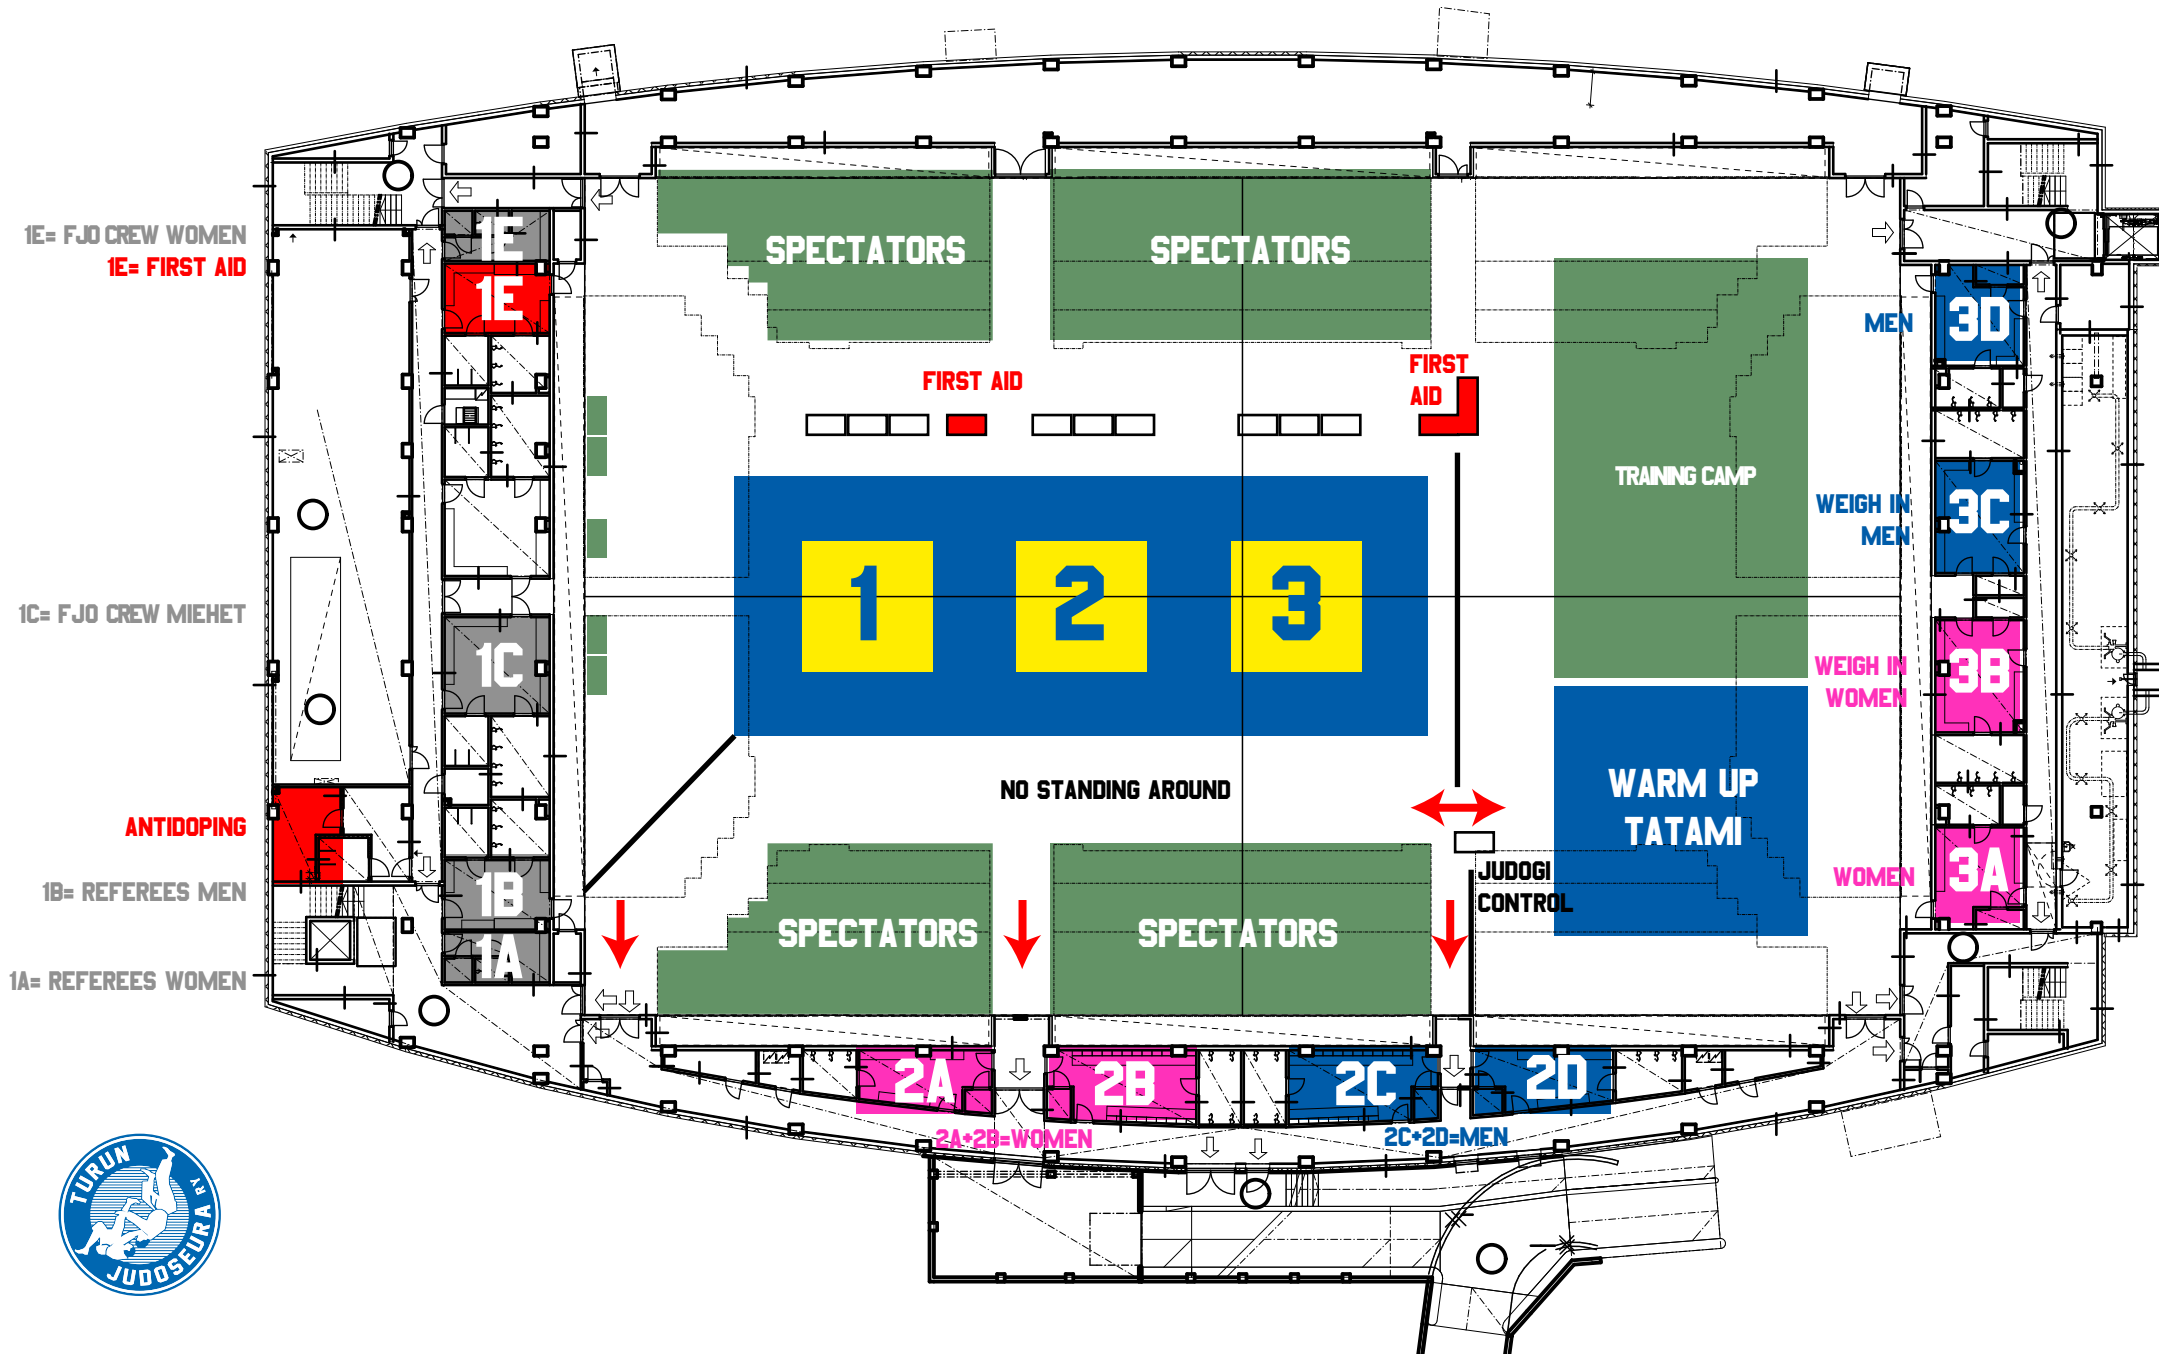 1E= FJO CREW WOMEN
1E= FIRST AID
1C= FJO CREW MIEHET
ANTIDOPING
1B= REFEREES MEN
1A= REFEREES WOMEN
1E
1E
1C
1B
1A
SPECTATORS
SPECTATORS
FIRST AID
FIRST
AID
1
2
3
NO STANDING AROUND
SPECTATORS
SPECTATORS
JUDOGI
CONTROL
TRAINING CAMP
WARM UP
TATAMI
MEN
WEIGH IN
MEN
WEIGH IN
WOMEN
WOMEN
3D
3C
3B
3A
2A
2B
2C
2D
2A+2B=WOMEN
2C+2D=MEN
TURUN
JUDOSEURA RY